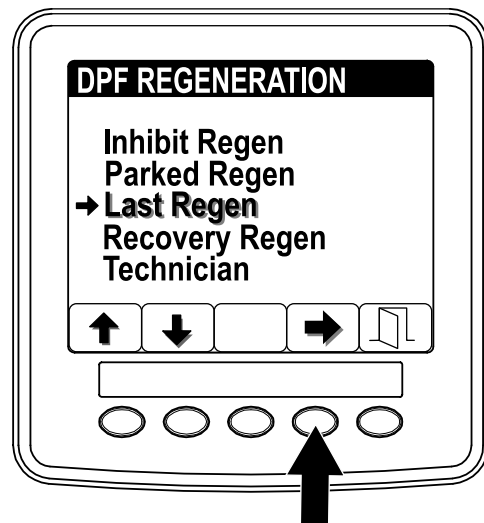 DPF REGENERATION
Inhibit Regen
Parked Regen
Last Regen
Recovery Regen
Technician